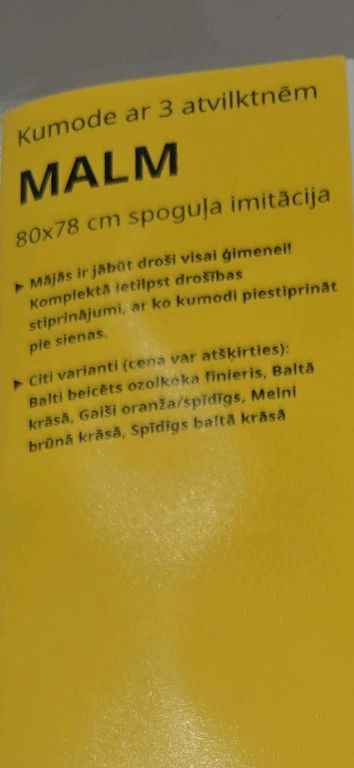 Kumode ar 3 atvilktnēm
MALM
80x78 cm spoguļa imitācija
▶ Mājās ir jābūt droši visai ģimenei!
Komplektā ietilpst drošības
stiprinājumi, ar ko kumodi piestiprināt
pie sienas.
▶ Citi varianti (cena var atšķirties):
Balti beicēts ozolkoka finieris, Baltā
krāsā, Gaiši oranža/spīdīgs, Melni
brūnā krāsā, Spīdīgs baltā krāsā